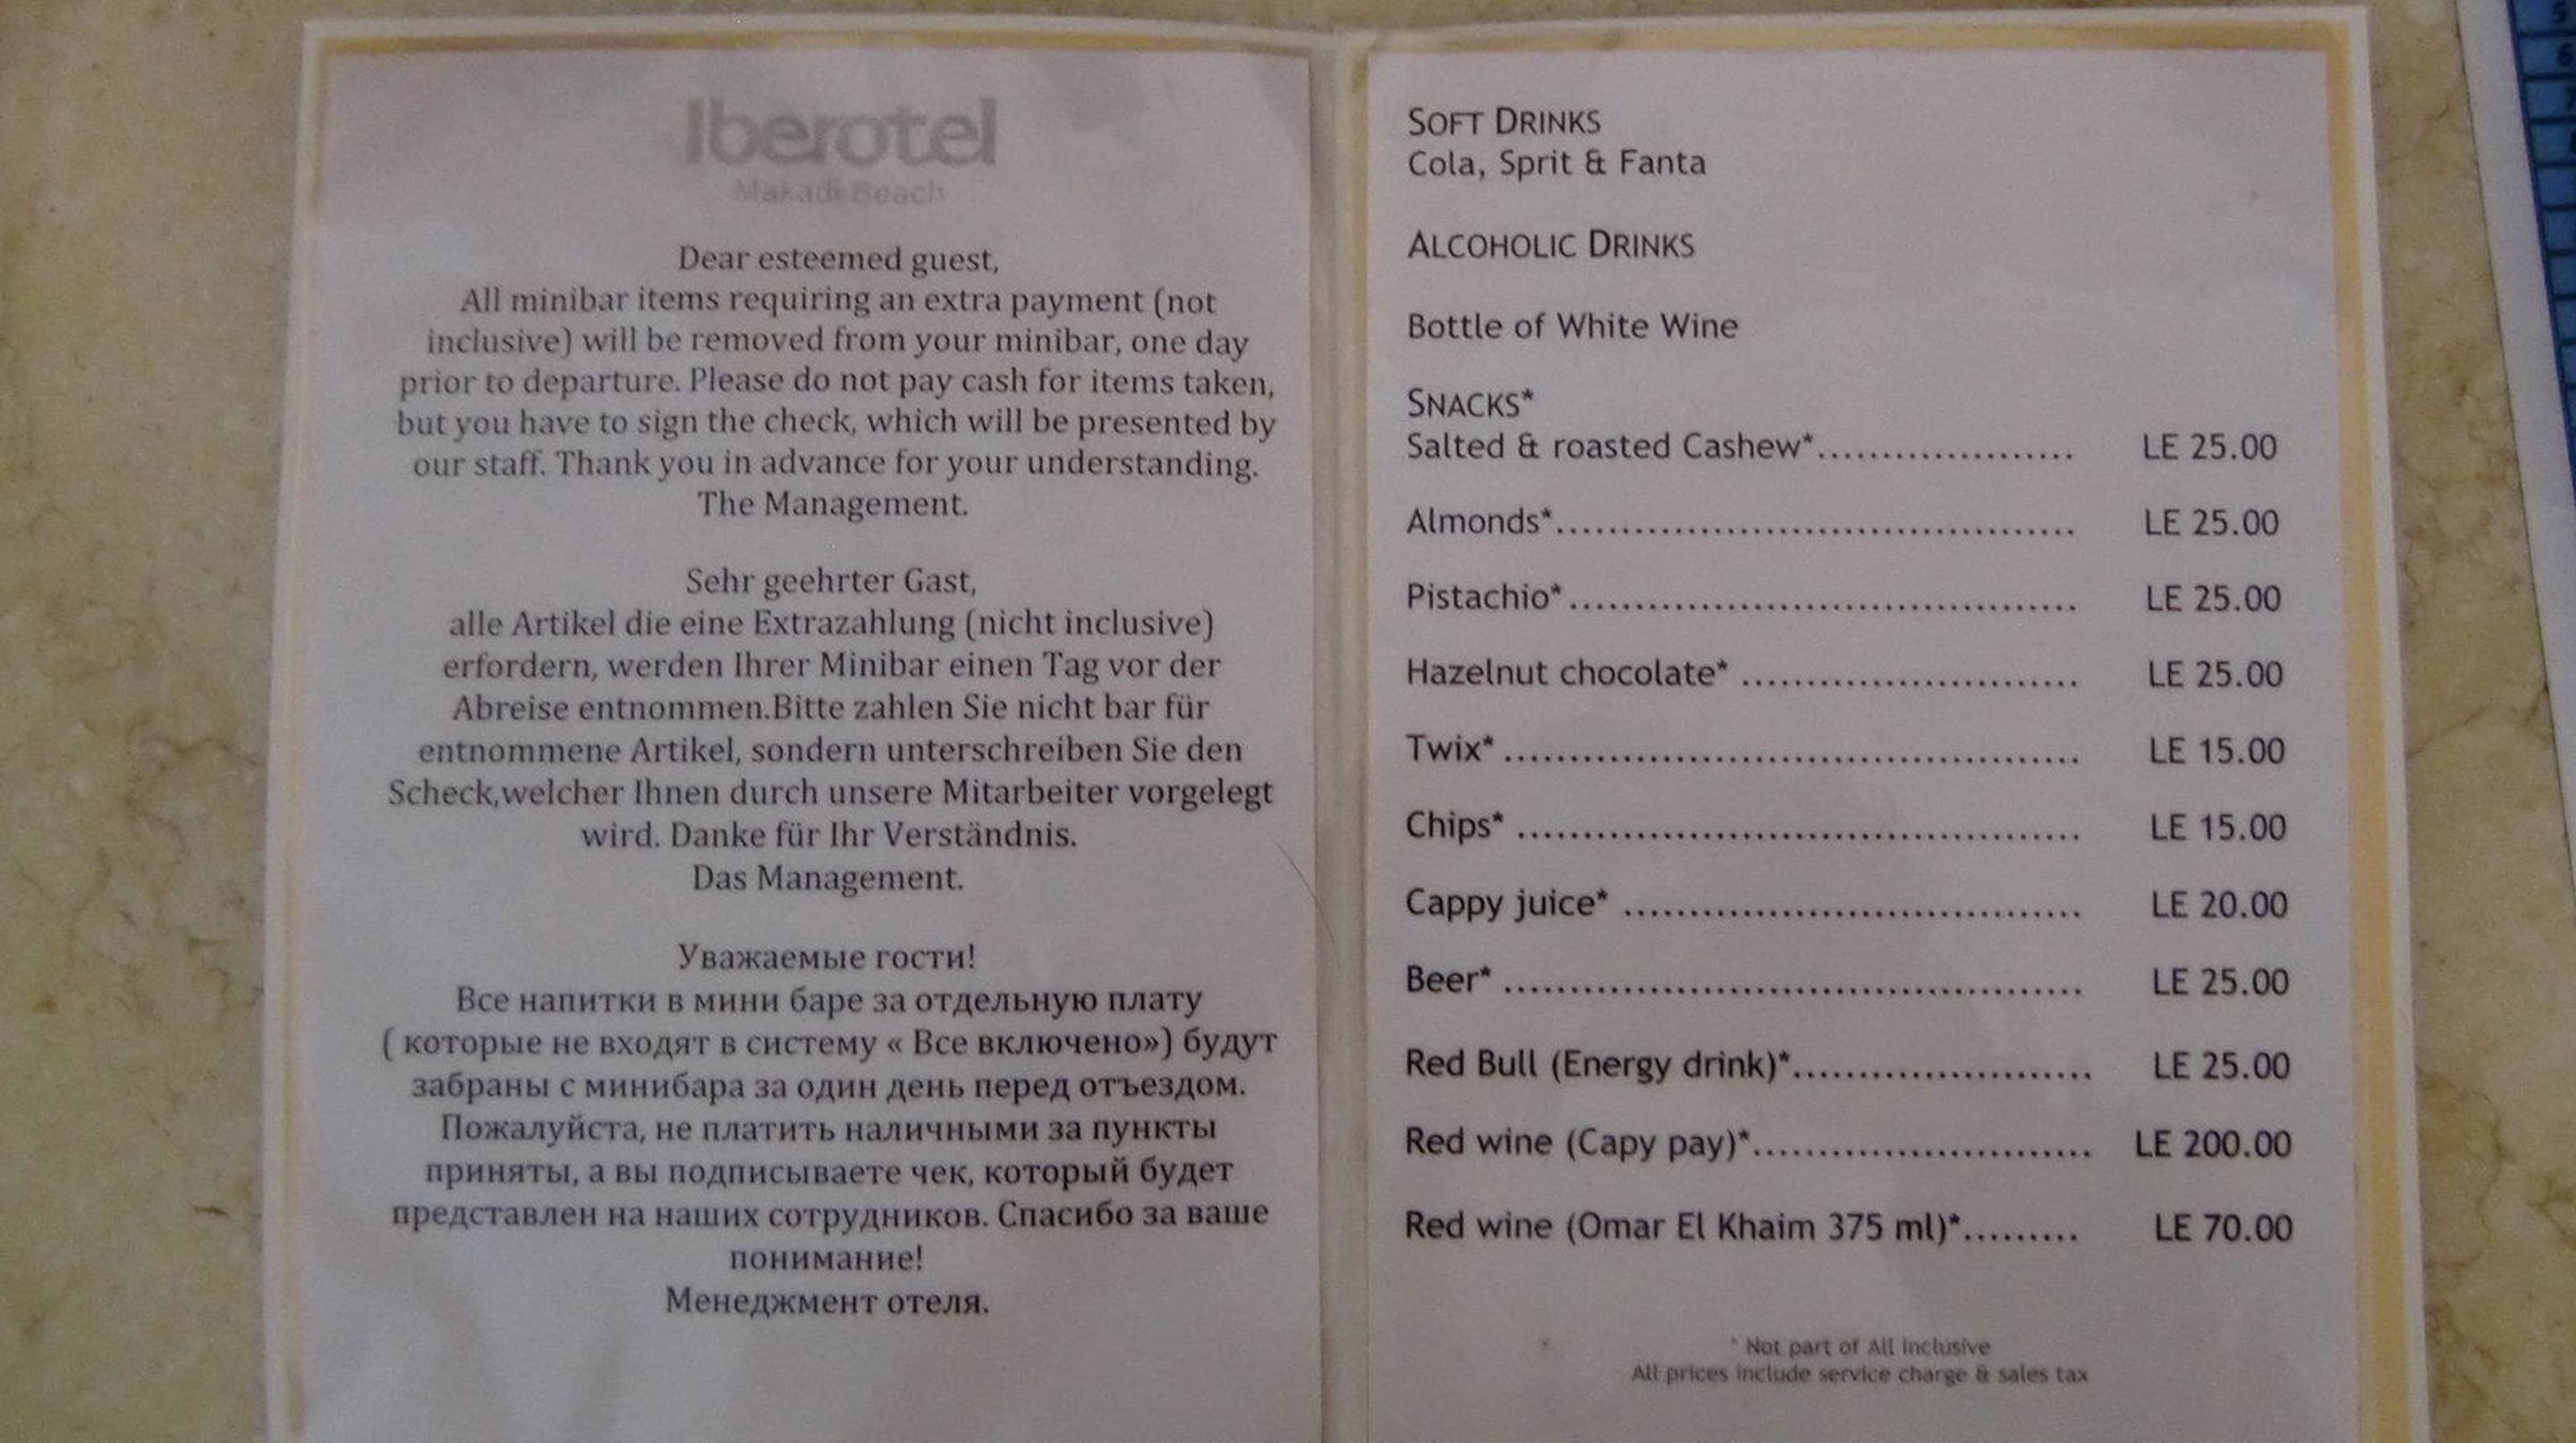 Iberotel
Makadi Beach
Dear esteemed guest,
All minibar items requiring an extra payment (not
inclusive) will be removed from your minibar, one day
prior to departure. Please do not pay cash for items taken,
but you have to sign the check, which will be presented by
our staff. Thank you in advance for your understanding.
The Management.
Sehr geehrter Gast,
alle Artikel die eine Extrazahlung (nicht inclusive)
erfordern, werden Ihrer Minibar einen Tag vor der
Abreise entnommen.Bitte zahlen Sie nicht bar für
entnommene Artikel, sondern unterschreiben Sie den
Scheck,welcher Ihnen durch unsere Mitarbeiter vorgelegt
wird. Danke für Ihr Verständnis.
Das Management.
Уважаемые гости!
Все напитки в мини баре за отдельную плату
( которые не входят в систему « Все включено») будут
забраны с минибара за один день перед отъездом.
Пожалуйста, не платить наличными за пункты
приняты, а вы подписываете чек, который будет
представлен на наших сотрудников. Спасибо за ваше
понимание!
Менеджмент отеля.
SOFT DRINKS
Cola, Sprit & Fanta
ALCOHOLIC DRINKS
Bottle of White Wine
SNACKS*
Salted & roasted Cashew*.................... LE 25.00
Almonds*........................................ LE 25.00
Pistachio*....................................... LE 25.00
Hazelnut chocolate* .......................... LE 25.00
Twix* ............................................ LE 15.00
Chips* ........................................... LE 15.00
Cappy juice* ................................... LE 20.00
Beer* ............................................ LE 25.00
Red Bull (Energy drink)*....................... LE 25.00
Red wine (Capy pay)*.......................... LE 200.00
Red wine (Omar El Khaim 375 ml)*......... LE 70.00
* Not part of All Inclusive
All prices include service charge & sales tax